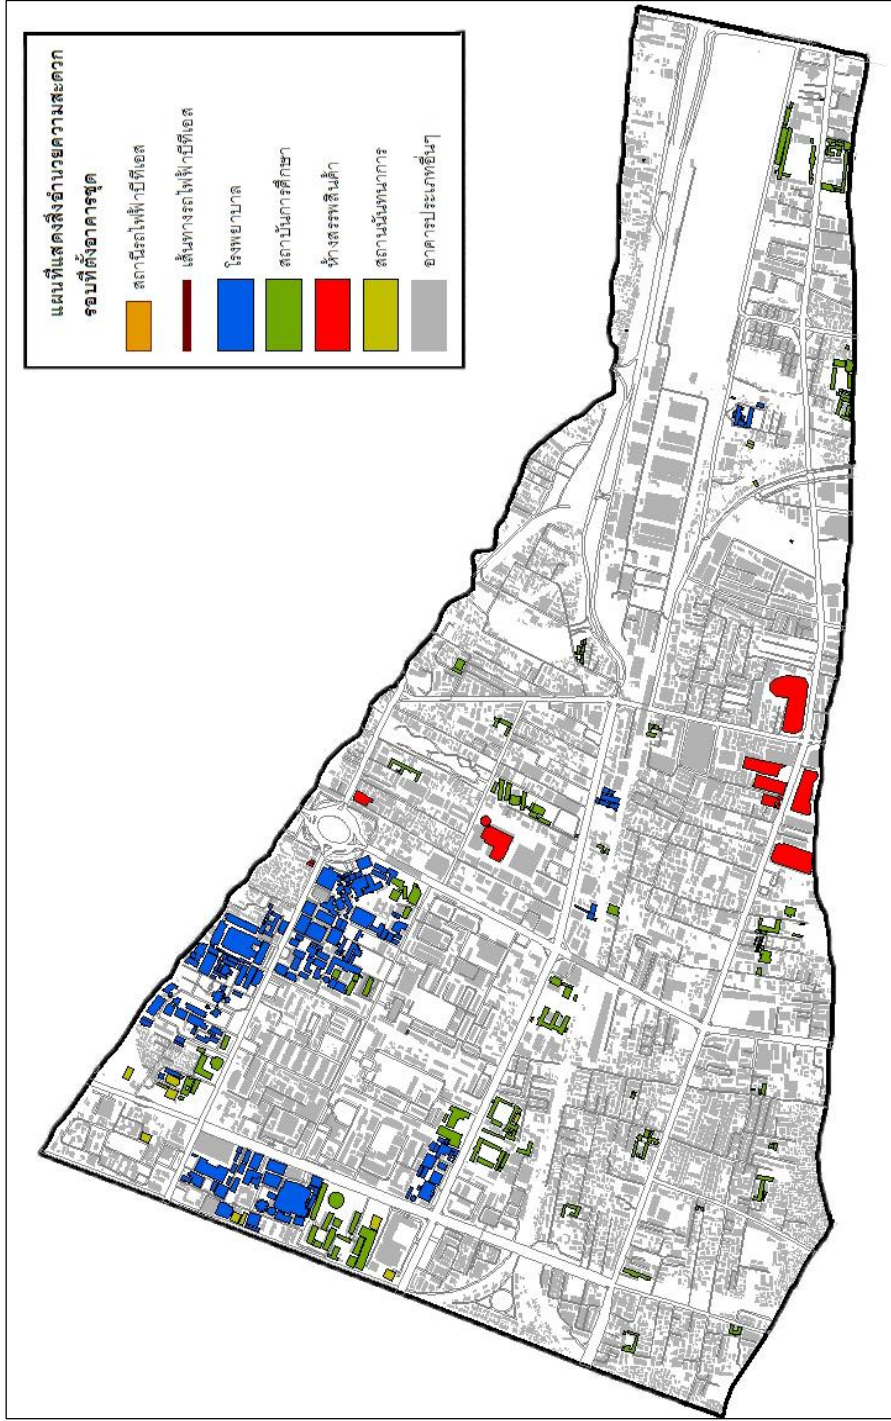 แผนที่แสดงสิ่งอำนวยความสะดวก
รอบที่ตั้งอาคารชุด
สถานีรถไฟฟ้าบีทีเอส
เส้นทางรถไฟฟ้าบีทีเอส
โรงพยาบาล
สถาบันการศึกษา
ห้างสรรพสินค้า
สถานนันทนาการ
อาคารประเภทอื่นๆ